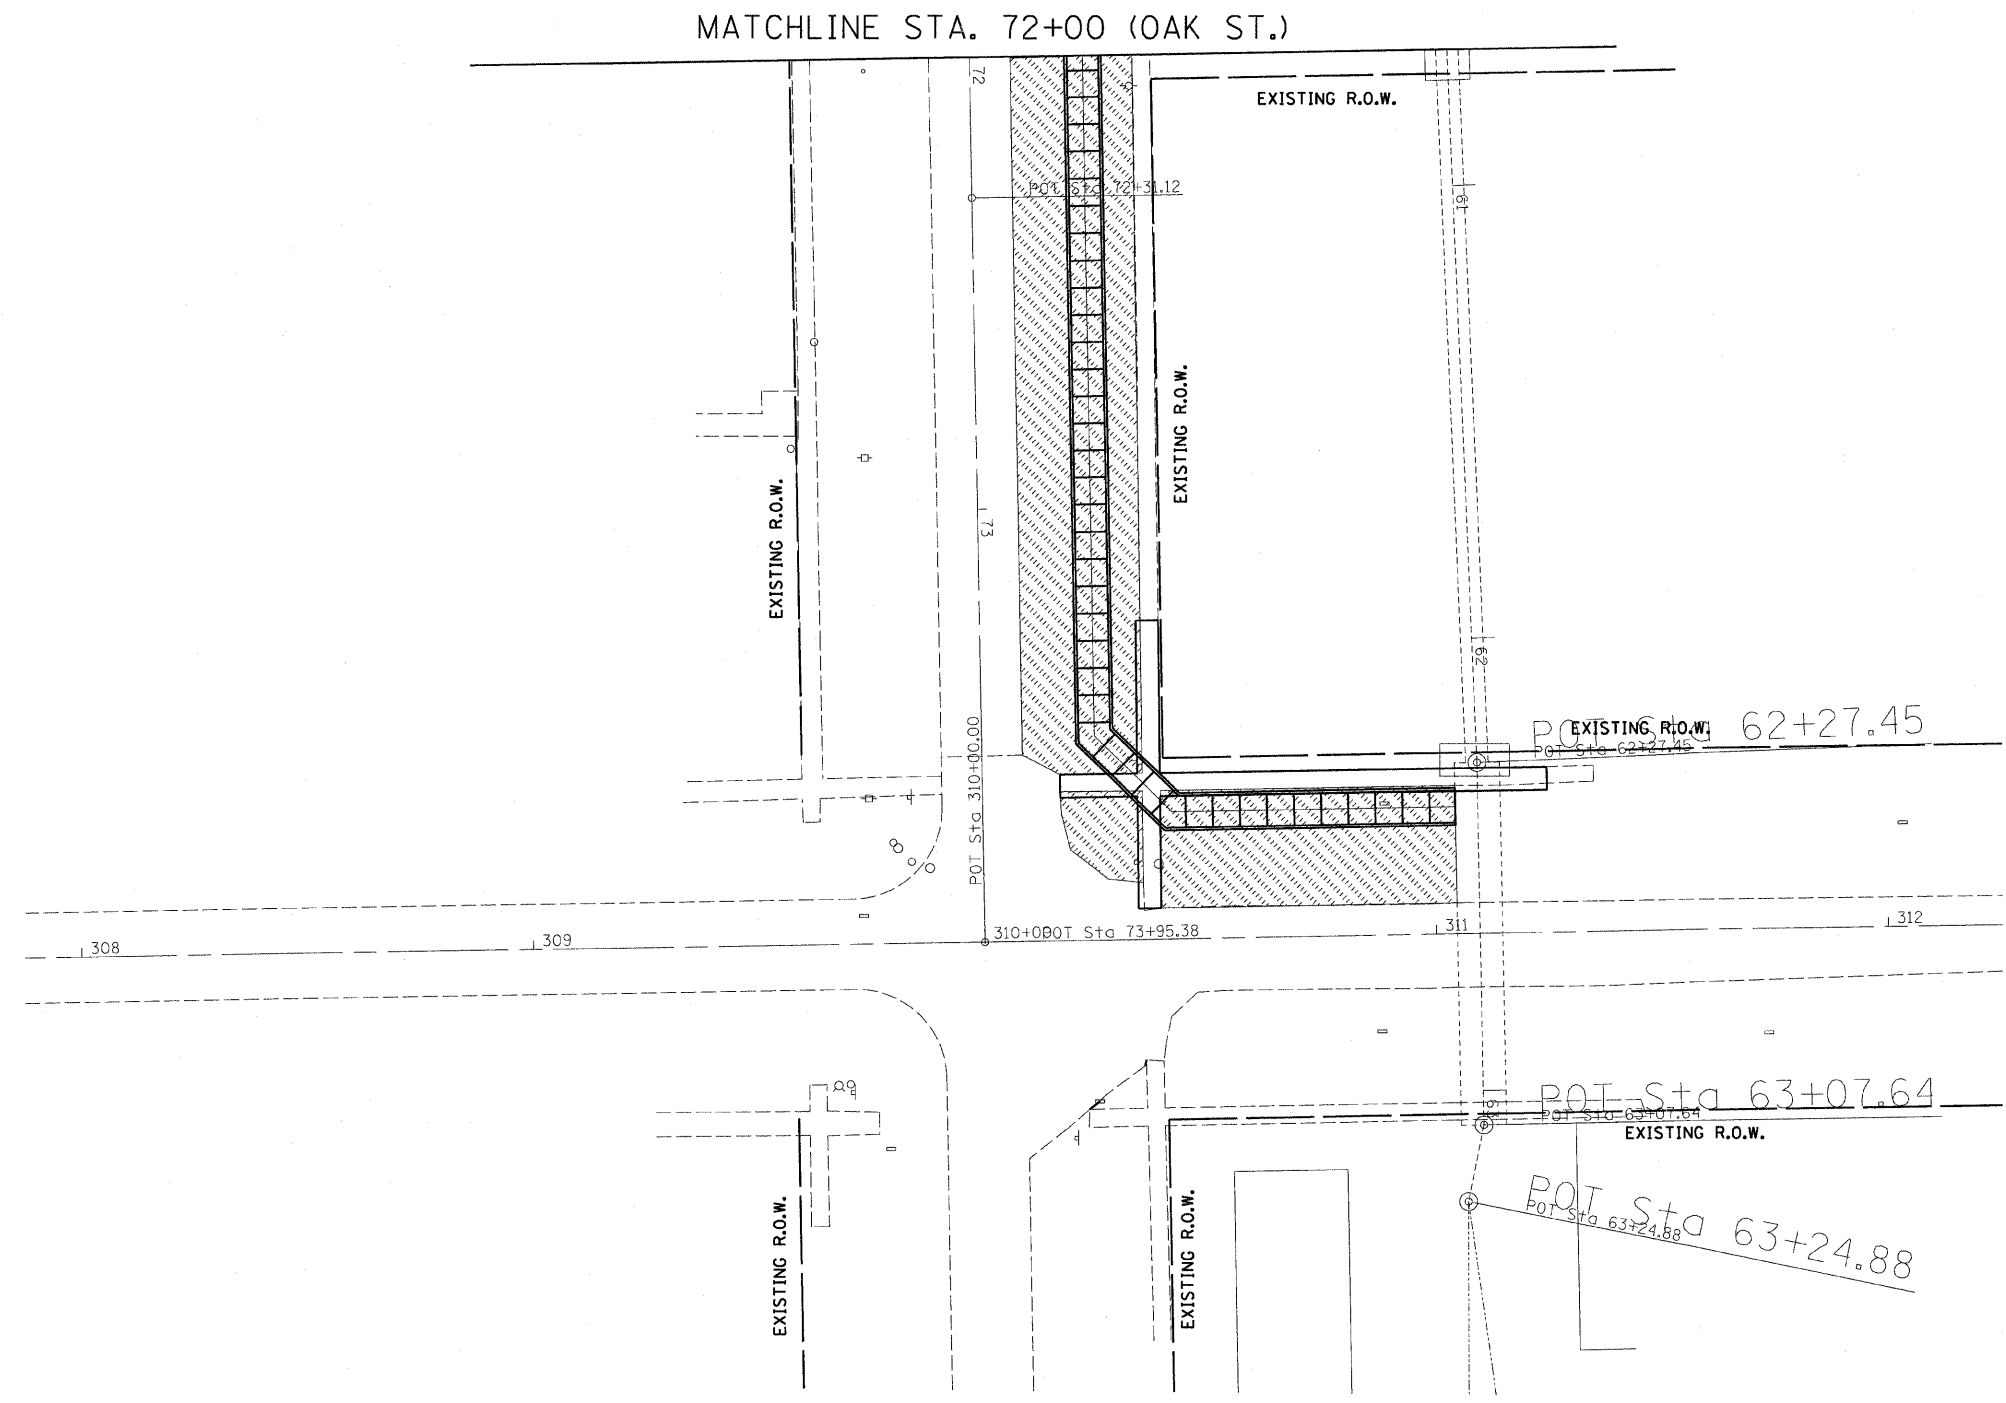 MATCHLINE STA. 72+00 (OAK ST.)
72
EXISTING R.O.W.
POT Sta 72+31.12
61
EXISTING R.O.W.
EXISTING R.O.W.
73
62
POT Sta 62+27.45
EXISTING R.O.W.
POT Sta 62+27.45
POT Sta 310+00.00
310+00
POT Sta 73+95.38
308
309
311
312
63
POT Sta 63+07.64
POT Sta 63+07.64
EXISTING R.O.W.
POT Sta 63+24.88
POT Sta 63+24.88
EXISTING R.O.W.
EXISTING R.O.W.